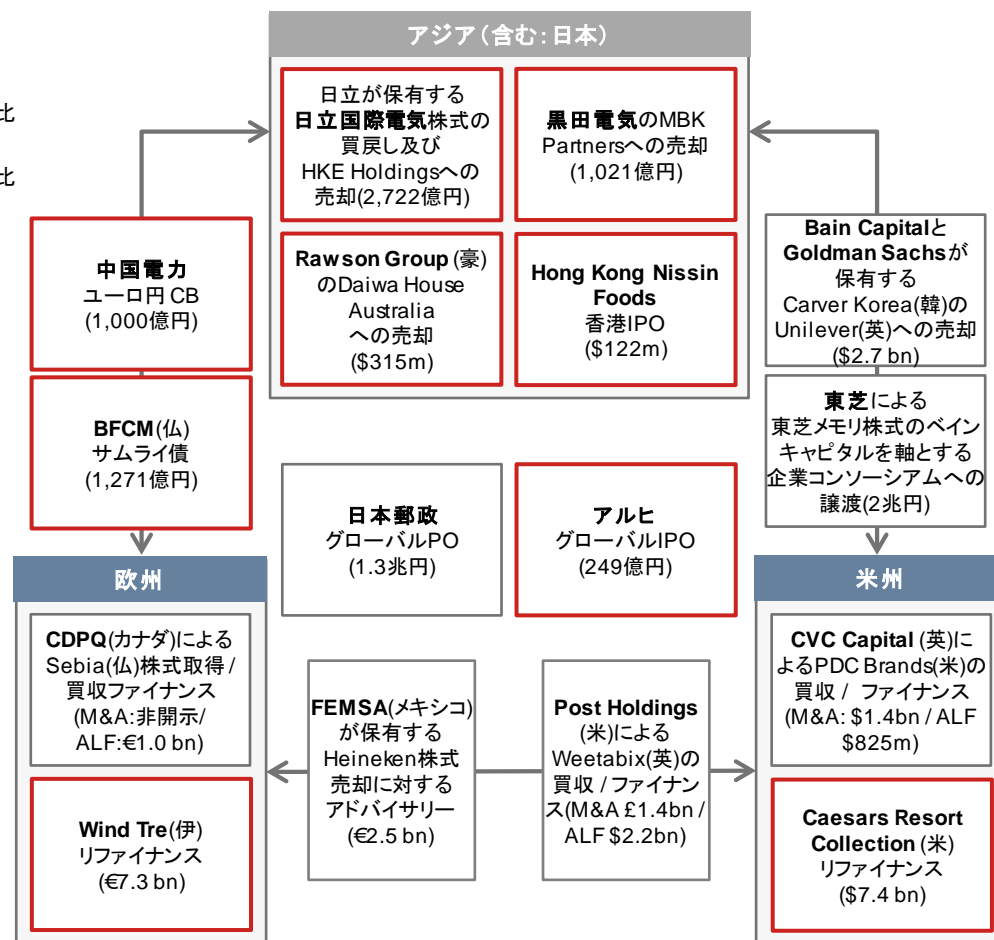 アジア(含む:日本)
比
比
日立が保有する
日立国際電気株式の
買戻し及び
HKE Holdingsへの
売却(2,722億円)
黒田電気のMBK
Partnersへの売却
(1,021億円)
Rawson Group (豪)
のDaiwa House
Australia
への売却
($315m)
Hong Kong Nissin
Foods
香港IPO
($122m)
中国電力
ユーロ円 CB
(1,000億円)
BFCM(仏)
サムライ債
(1,271億円)
Bain Capitalと
Goldman Sachsが
保有する
Carver Korea(韓)の
Unilever(英)への売却
($2.7 bn)
東芝による
東芝メモリ株式のベイン
キャピタルを軸とする
企業コンソーシアムへの
譲渡(2兆円)
日本郵政
グローバルPO
(1.3兆円)
アルヒ
グローバルIPO
(249億円)
欧州
CDPQ(カナダ)による
Sebia(仏)株式取得 /
買収ファイナンス
(M&A:非開示/
ALF:€1.0 bn)
Wind Tre(伊)
リファイナンス
(€7.3 bn)
FEMSA(メキシコ)
が保有する
Heineken株式
売却に対する
アドバイサリー
(€2.5 bn)
Post Holdings
(米)による
Weetabix(英)の
買収 / ファイナン
ス(M&A £1.4bn /
ALF $2.2bn)
米州
CVC Capital (英)に
よるPDC Brands(米)の
買収 / ファイナンス
(M&A: $1.4bn / ALF
$825m)
Caesars Resort
Collection (米)
リファイナンス
($7.4 bn)